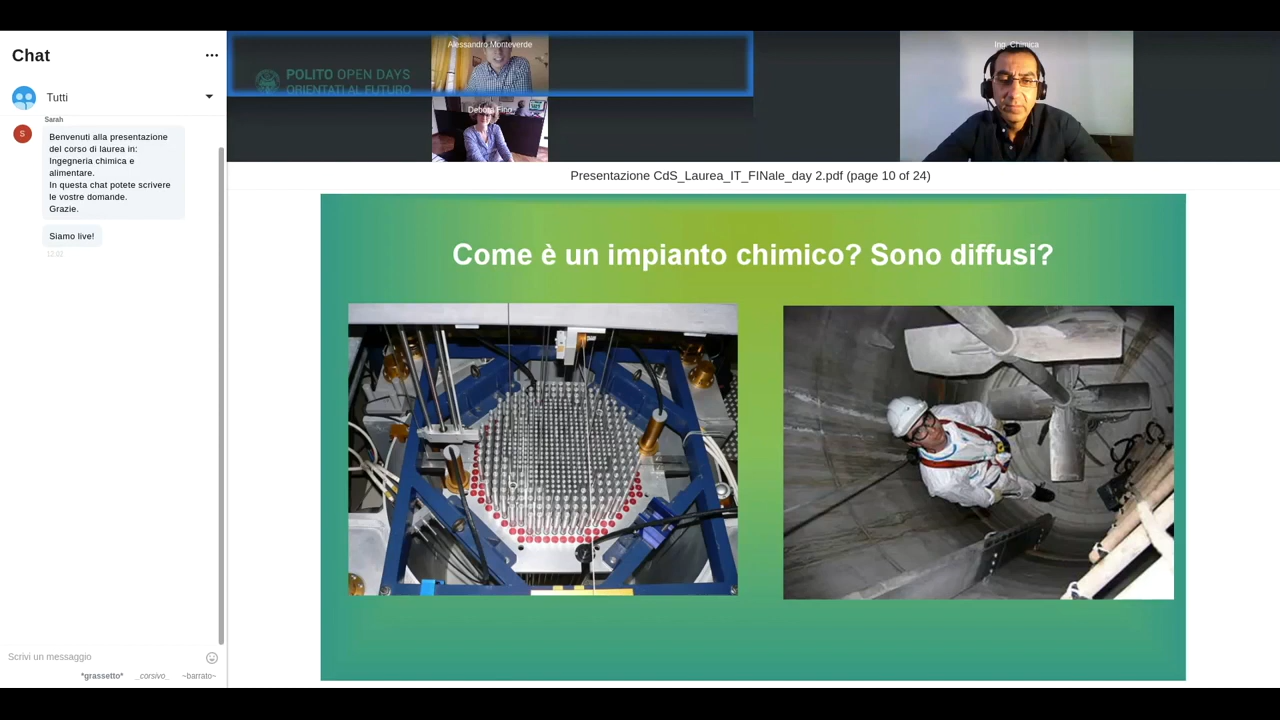 Chat
Tutti
Sarah
S
Benvenuti alla presentazione
del corso di laurea in:
Ingegneria chimica e
alimentare.
In questa chat potete scrivere
le vostre domande.
Grazie.
Siamo live!
12:02
Scrivi un messaggio
*grassetto* _corsivo_ ~barrato~
Alessandro Monteverde
POLITO OPEN DAYS
ORIENTATI AL FUTURO
Debora Fino
Ing. Chimica
Presentazione CdS_Laurea_IT_FINale_day 2.pdf (page 10 of 24)
Come è un impianto chimico? Sono diffusi?